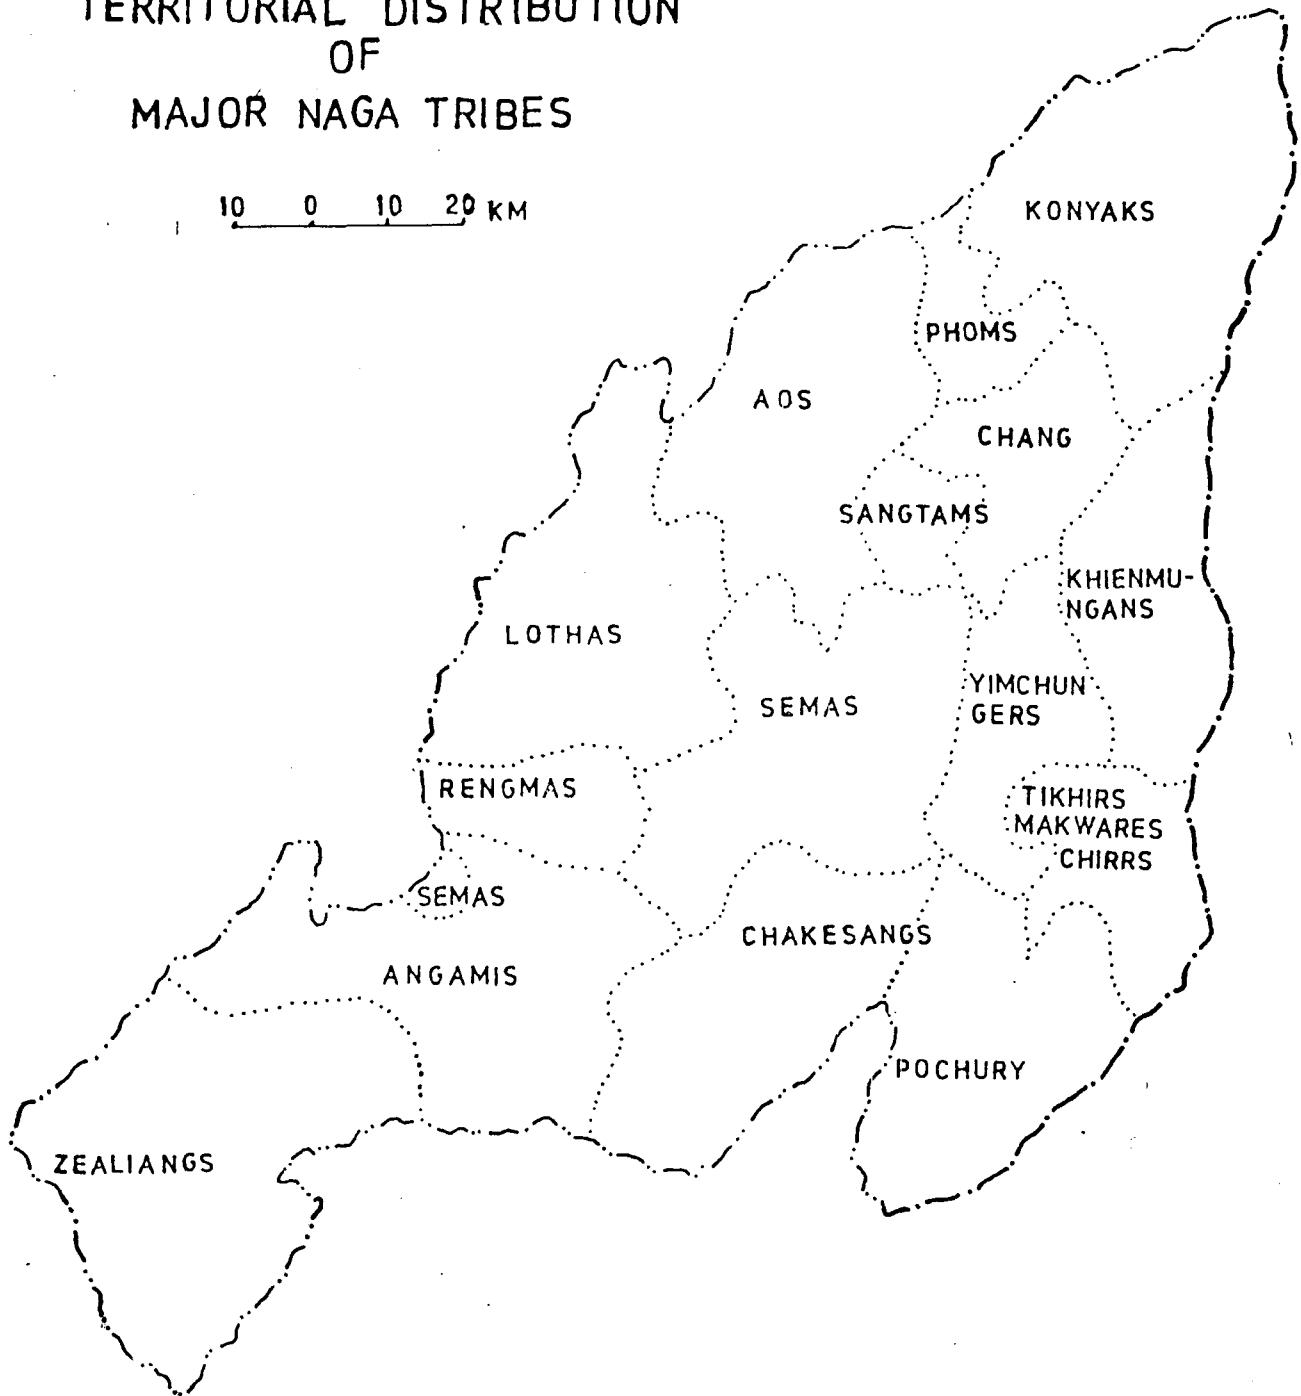 TERRITORIAL DISTRIBUTION
OF
MAJOR NAGA TRIBES
10 0 10 20 KM
KONYAKS
PHOMS
AOS
CHANG
SANGTAMS
KHIENMU-
NGANS
LOTHAS
YIMCHUN
GERS
SEMAS
RENGMAS
TIKHIRS
MAKWARES
CHIRRS
SEMAS
CHAKESANGS
ANGAMIS
POCHURY
ZEALIANGS